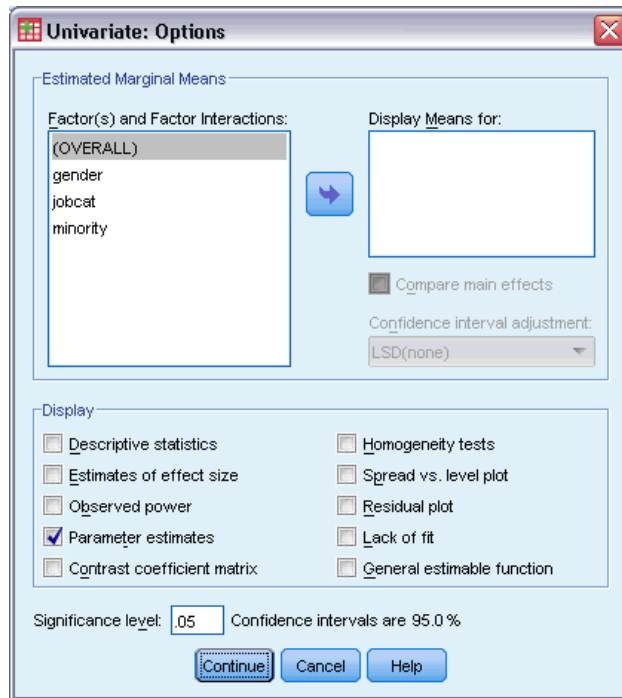 Univariate: Options
Estimated Marginal Means
Factor(s) and Factor Interactions:
(OVERALL)
gender
jobcat
minority
Display Means for:
Compare main effects
Confidence interval adjustment:
LSD(none)
Display
Descriptive statistics
Estimates of effect size
Observed power
Parameter estimates
Contrast coefficient matrix
Homogeneity tests
Spread vs. level plot
Residual plot
Lack of fit
General estimable function
Significance level: .05 Confidence intervals are 95.0 %
Continue Cancel Help